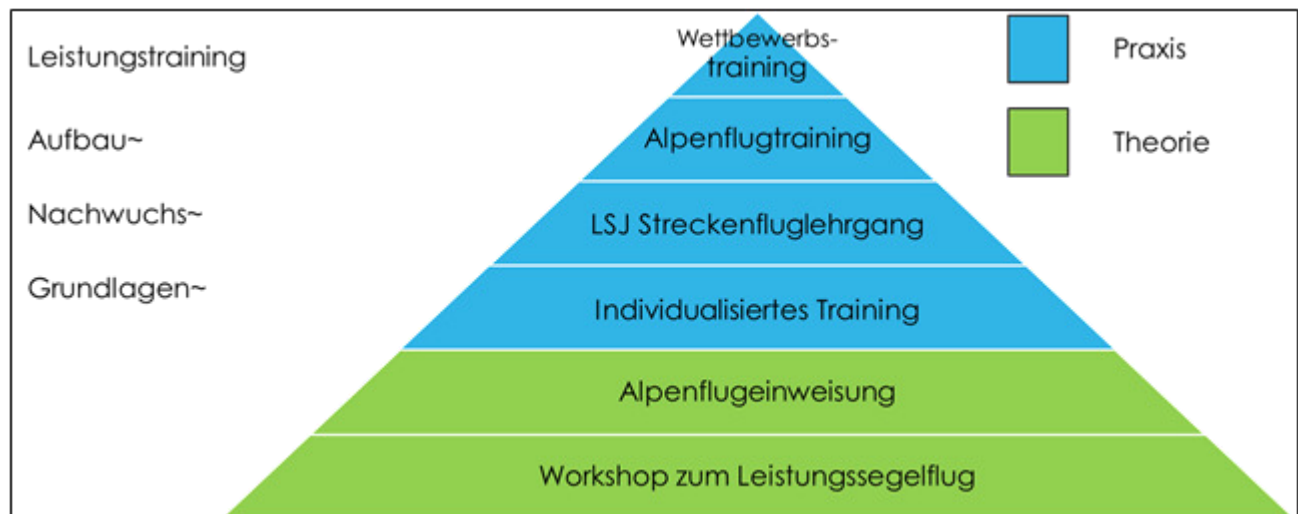 Leistungstraining
Aufbau~
Nachwuchs~
Grundlagen~
Wettbewerbs-
training
Alpenflugtraining
LSJ Streckenfluglehrgang
Individualisiertes Training
Alpenflugeinweisung
Workshop zum Leistungssegelflug
Praxis
Theorie